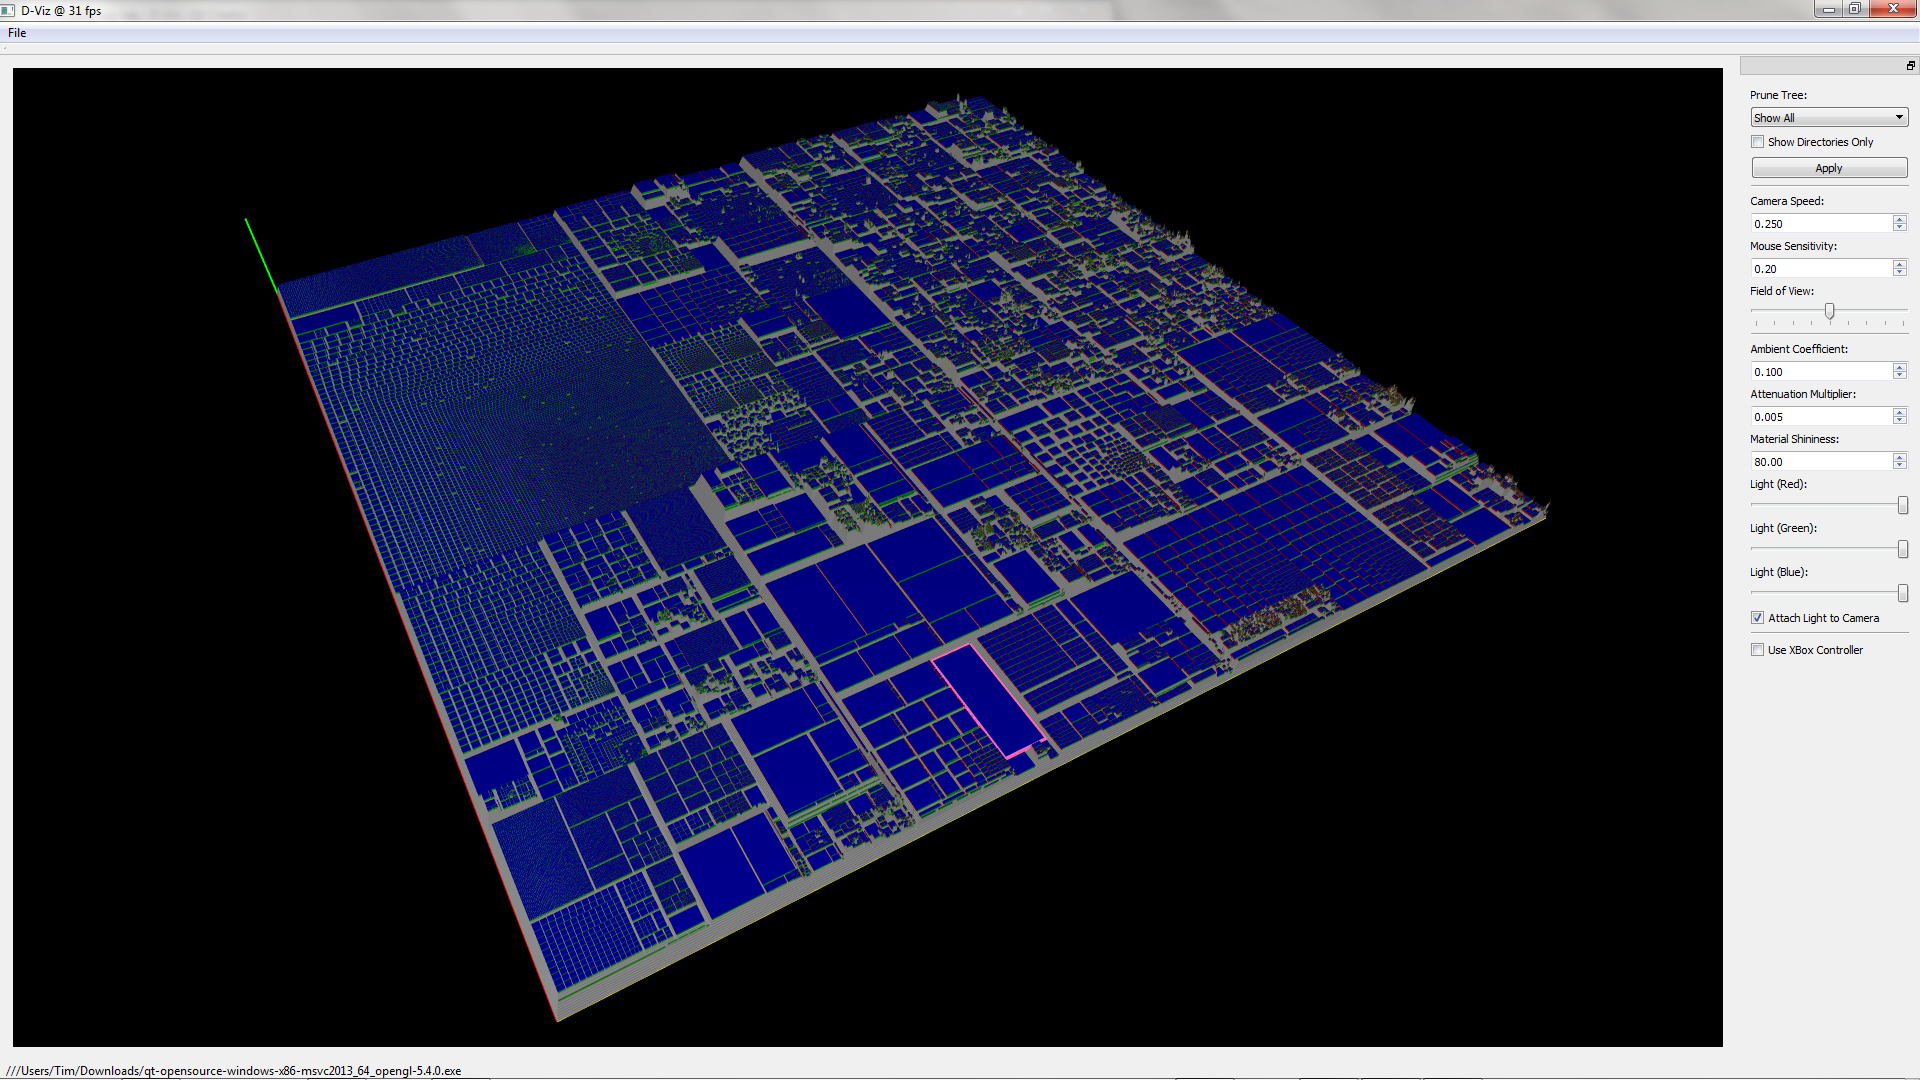 D-Viz @ 31 fps
File
Prune Tree:
Show All
Show Directories Only
Apply
Camera Speed:
0.250
Mouse Sensitivity:
0.20
Field of View:
Ambient Coefficient:
0.100
Attenuation Multiplier:
0.005
Material Shininess:
80.00
Light (Red):
Light (Green):
Light (Blue):
Attach Light to Camera
Use XBox Controller
///Users/Tim/Downloads/qt-opensource-windows-x86-msvc2013_64_opengl-5.4.0.exe